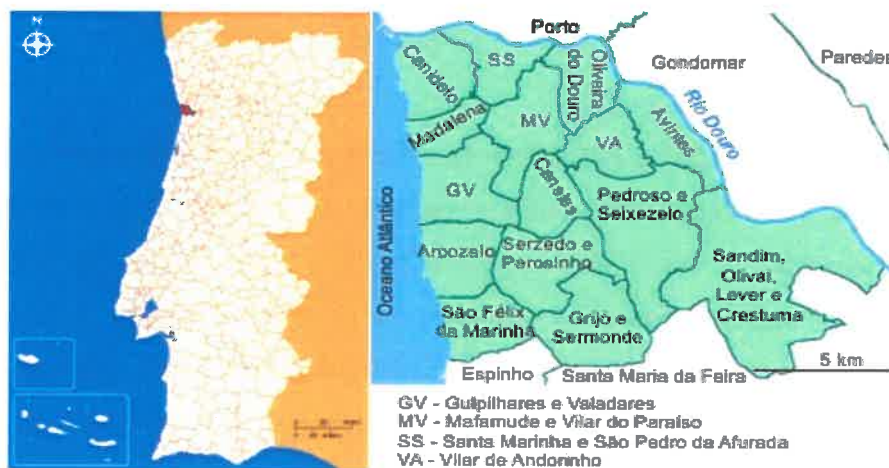 N
Porto
Canidelo
SS
Oliveira
do Douro
Gondomar
Paredes
Madalena
MV
VA
Avintes
Rio Douro
GV
Canelas
Pedroso e
Seixezelo
Oceano Atlântico
Arcozelo
Serzedo e
Perosinho
Sandim,
Olival,
Lever e
Crestuma
São Félix
da Marinha
Grijó e
Sermonde
5 km
Espinho
Santa Maria da Feira
GV - Gulpilhares e Valadares
MV - Mafamude e Vilar do Paraíso
SS - Santa Marinha e São Pedro da Afurada
VA - Vilar de Andorinho